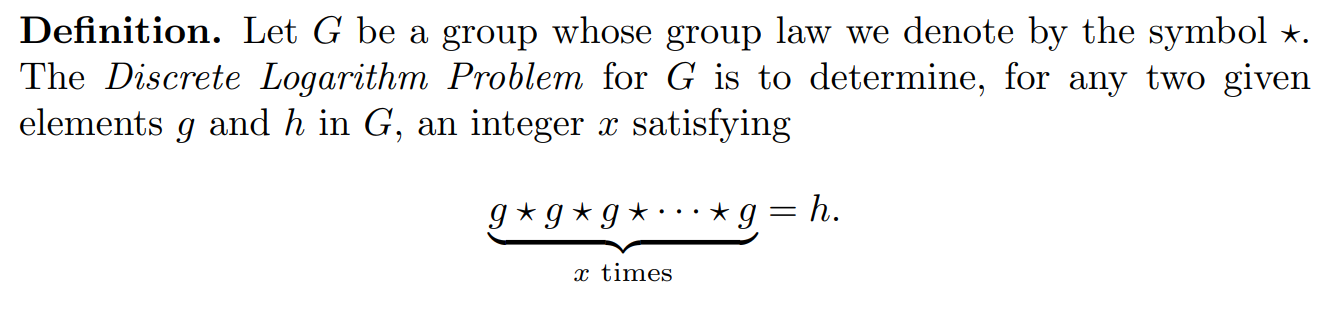 Definition. Let G be a group whose group law we denote by the symbol ⋆.
The Discrete Logarithm Problem for G is to determine, for any two given
elements g and h in G, an integer x satisfying
g ⋆ g ⋆ g ⋆ ··· ⋆ g = h.
x times